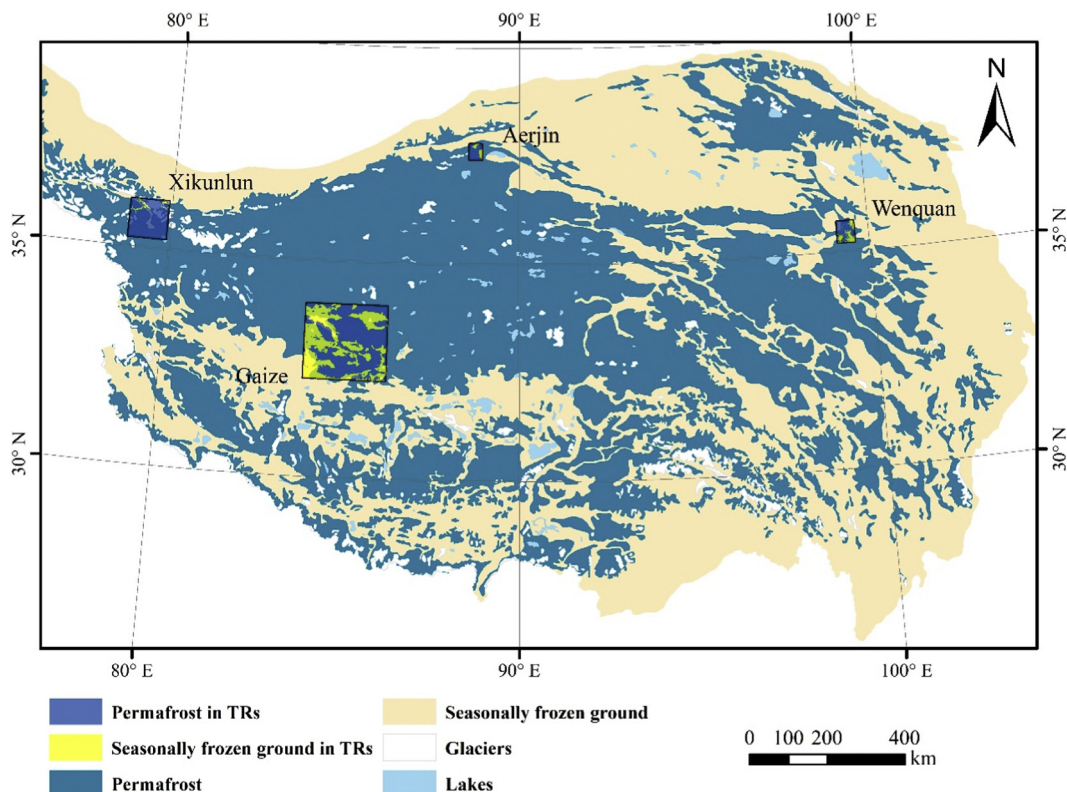 80° E 90° E 100° E
N
Aerjin
Xikunlun
Wenquan
35° N 35° N
Gaize
30° N 30° N
80° E 90° E 100° E
Permafrost in TRs
Seasonally frozen ground in TRs
Permafrost
Seasonally frozen ground
Glaciers
Lakes
0 100 200 400
km